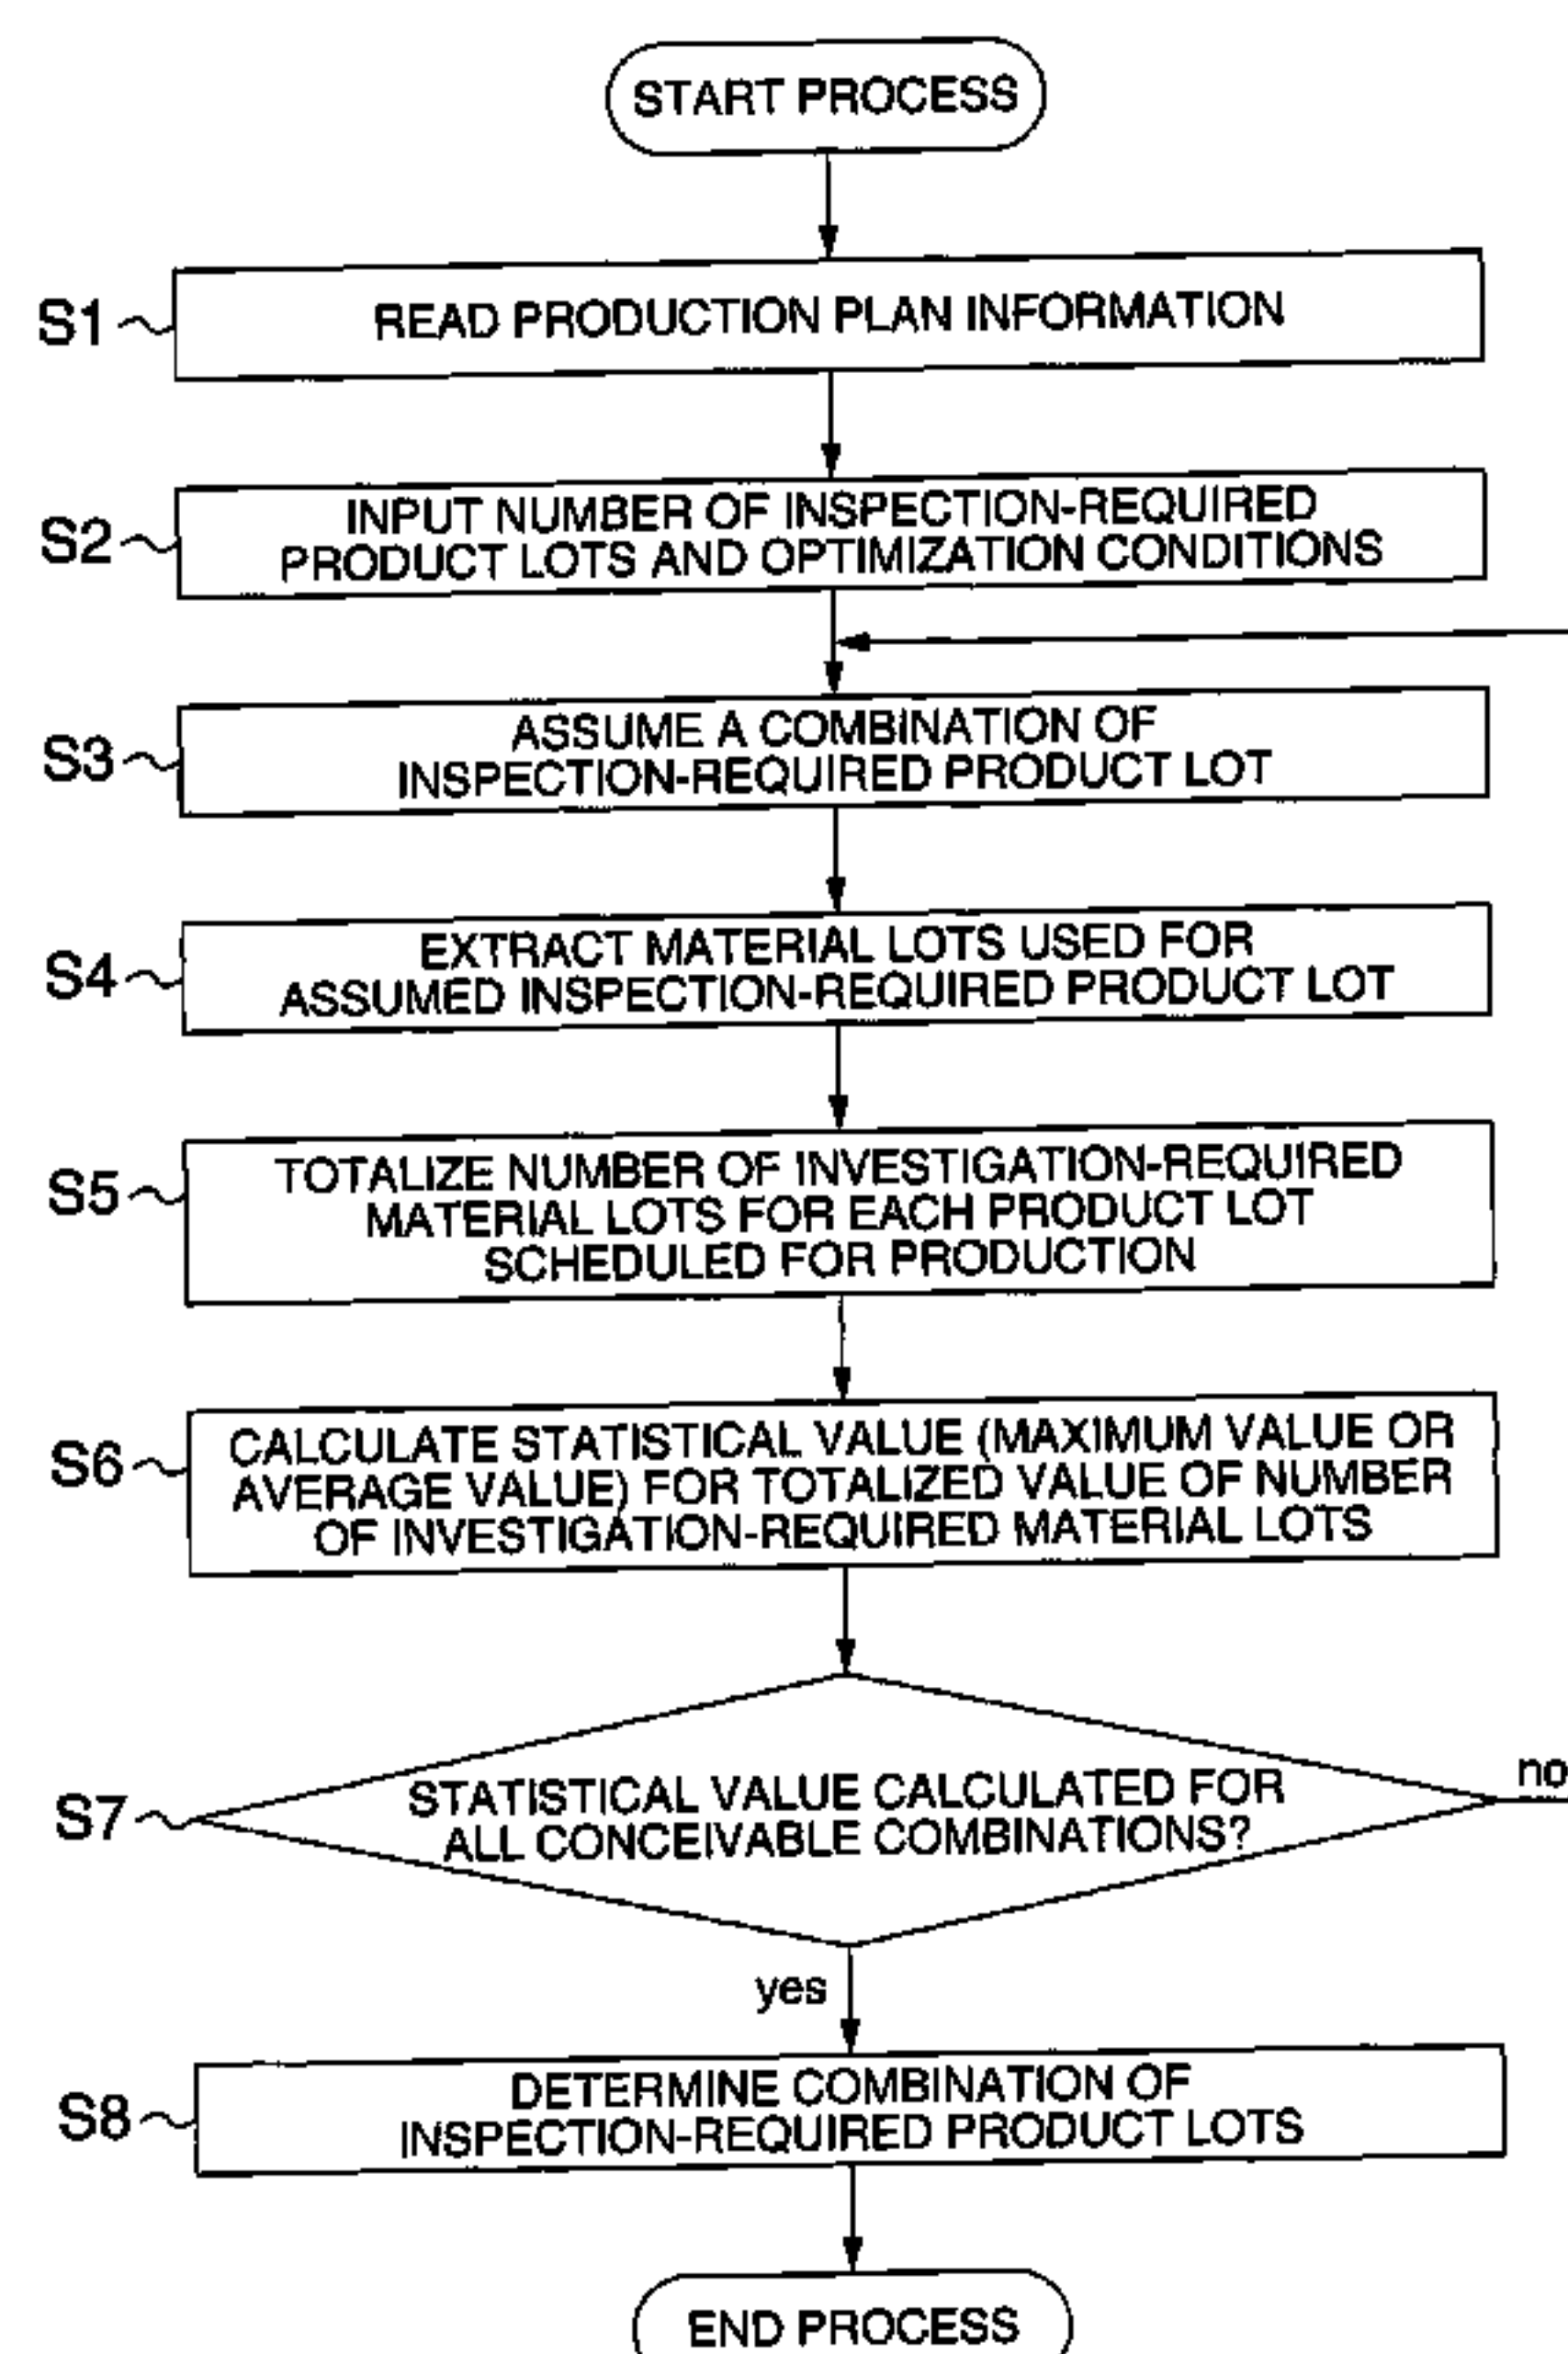 START PROCESS
S1
READ PRODUCTION PLAN INFORMATION
S2
INPUT NUMBER OF INSPECTION-REQUIRED
PRODUCT LOTS AND OPTIMIZATION CONDITIONS
S3
ASSUME A COMBINATION OF
INSPECTION-REQUIRED PRODUCT LOT
S4
EXTRACT MATERIAL LOTS USED FOR
ASSUMED INSPECTION-REQUIRED PRODUCT LOT
S5
TOTALIZE NUMBER OF INVESTIGATION-REQUIRED
MATERIAL LOTS FOR EACH PRODUCT LOT
SCHEDULED FOR PRODUCTION
S6
CALCULATE STATISTICAL VALUE (MAXIMUM VALUE OR
AVERAGE VALUE) FOR TOTALIZED VALUE OF NUMBER
OF INVESTIGATION-REQUIRED MATERIAL LOTS
S7
STATISTICAL VALUE CALCULATED FOR
ALL CONCEIVABLE COMBINATIONS?
no
yes
S8
DETERMINE COMBINATION OF
INSPECTION-REQUIRED PRODUCT LOTS
END PROCESS